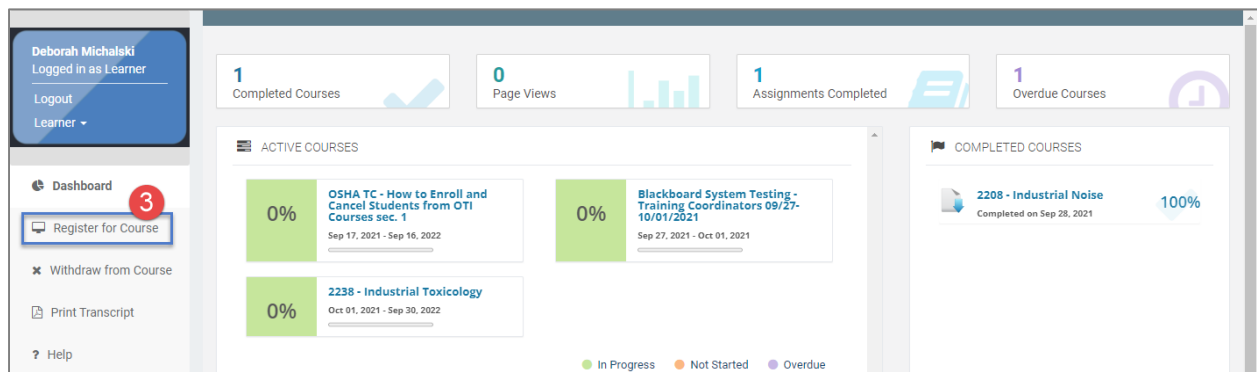 Deborah Michalski
Logged in as Learner
Logout
Learner
1
Completed Courses
0
Page Views
1
Assignments Completed
1
Overdue Courses
Dashboard
3
Register for Course
Withdraw from Course
Print Transcript
? Help
ACTIVE COURSES
0%
OSHA TC - How to Enroll and
Cancel Students from OTI
Courses sec. 1
Sep 17, 2021 - Sep 16, 2022
0%
Blackboard System Testing -
Training Coordinators 09/27-
10/01/2021
Sep 27, 2021 - Oct 01, 2021
0%
2238 - Industrial Toxicology
Oct 01, 2021 - Sep 30, 2022
In Progress
Not Started
Overdue
COMPLETED COURSES
2208 - Industrial Noise
Completed on Sep 28, 2021
100%